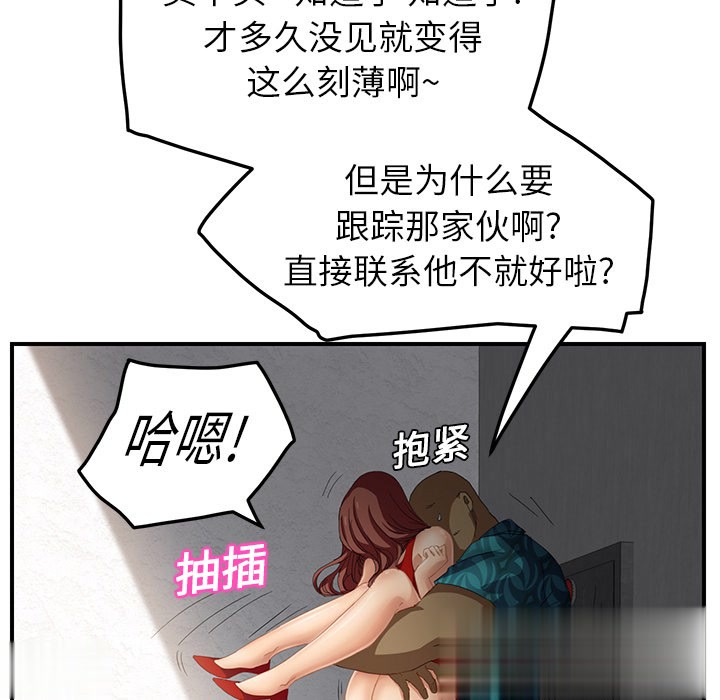 才多久没见就变得
这么刻薄啊~
但是为什么要
跟踪那家伙啊?
直接联系他不就好啦?
哈嗯!
抱紧
抽插